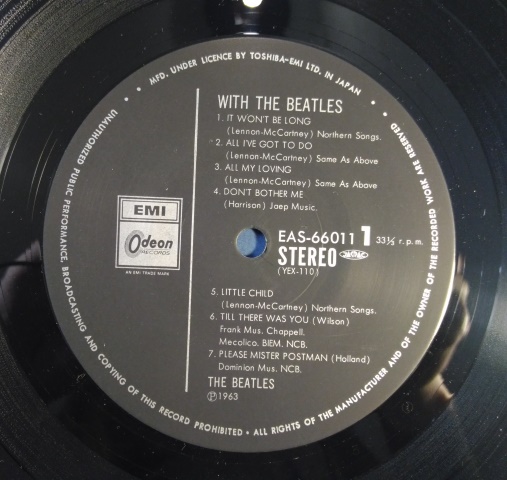 MFD. UNDER LICENCE BY TOSHIBA-EMI LTD. IN JAPAN
UNAUTHORIZED PUBLIC PERFORMANCE, BROADCASTING AND COPYING OF THIS RECORD PROHIBITED • ALL RIGHTS OF THE MANUFACTURER AND OF THE OWNER OF THE RECORDED WORK ARE RESERVED
WITH THE BEATLES
1. IT WON'T BE LONG
(Lennon-McCartney) Northern Songs.
2. ALL I'VE GOT TO DO
(Lennon-McCartney) Same As Above
3. ALL MY LOVING
(Lennon-McCartney) Same As Above
4. DON'T BOTHER ME
(Harrison) Jaep Music.
EMI
Odeon
RECORDS
AN EMI TRADE MARK
EAS-66011 1 33⅓ r.p.m.
STEREO
(YEX-110)
5. LITTLE CHILD
(Lennon-McCartney) Northern Songs.
6. TILL THERE WAS YOU (Wilson)
Frank Mus. Chappell.
Mecolico. BIEM. NCB.
7. PLEASE MISTER POSTMAN (Holland)
Dominion Mus. NCB.
THE BEATLES
Ⓟ1963